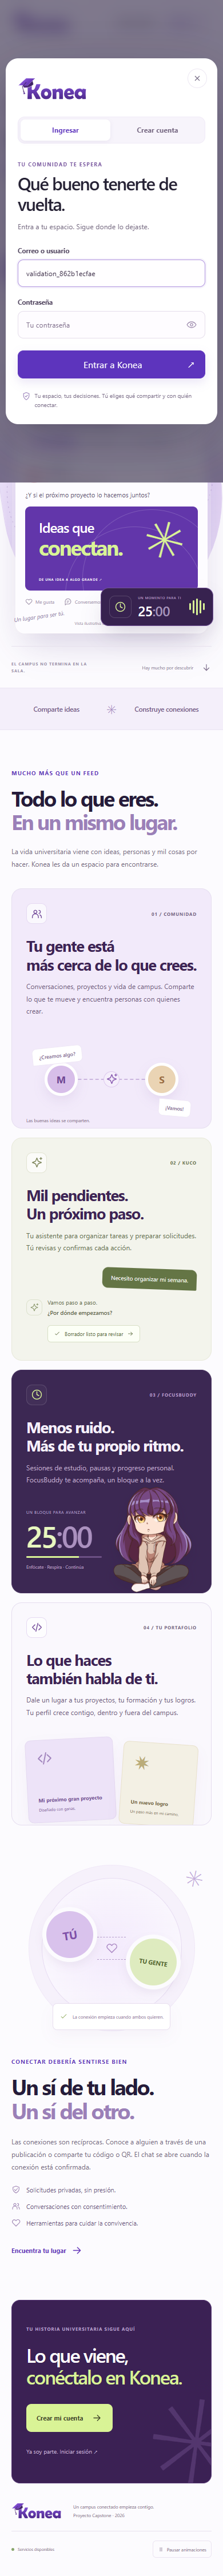 Konea
Ingresar
Crear cuenta
TU COMUNIDAD TE ESPERA
Qué bueno tenerte de
vuelta.
Entra a tu espacio. Sigue donde lo dejaste.
Correo o usuario
validation_862b1ecfae
Contraseña
Tu contraseña
Entrar a Konea ↗
Tu espacio, tus decisiones. Tú eliges qué compartir y con quién
conectar.
¿Y si el próximo proyecto lo hacemos juntos?
Ideas que
conectan.
DE UNA IDEA A ALGO GRANDE ↗
Me gusta
UN MOMENTO PARA TI
25:00
Un lugar para ser tú.
EL CAMPUS NO TERMINA EN LA
SALA.
Hay mucho por descubrir
Comparte ideas
Construye conexiones
MUCHO MÁS QUE UN FEED
Todo lo que eres.
En un mismo lugar.
La vida universitaria viene con ideas, personas y mil cosas por
hacer. Konea les da un espacio para encontrarse.
01 / COMUNIDAD
Tu gente está
más cerca de lo que crees.
Conversaciones, proyectos y vida de campus. Comparte
lo que te mueve y encuentra personas con quienes
crear.
¿Creamos algo?
M
S
¡Vamos!
Las buenas ideas se comparten.
02 / KUCO
Mil pendientes.
Un próximo paso.
Tu asistente para organizar tareas y preparar solicitudes.
Tú revisas y confirmas cada acción.
Necesito organizar mi semana.
Vamos paso a paso.
¿Por dónde empezamos?
Borrador listo para revisar →
03 / FOCUSBUDDY
Menos ruido.
Más de tu propio ritmo.
Sesiones de estudio, pausas y progreso personal.
FocusBuddy te acompaña, un bloque a la vez.
UN BLOQUE PARA AVANZAR
25:00
Enfócate · Respira · Continúa
04 / TU PORTAFOLIO
Lo que haces
también habla de ti.
Dale un lugar a tus proyectos, tu formación y tus logros.
Tu perfil crece contigo, dentro y fuera del campus.
Mi próximo gran proyecto
Diseñado con ganas
Un nuevo logro
Un paso más en mi camino.
TÚ
TU GENTE
La conexión empieza cuando ambos quieren.
CONECTAR DEBERÍA SENTIRSE BIEN
Un sí de tu lado.
Un sí del otro.
Las conexiones son recíprocas. Conoce a alguien a través de una
publicación o comparte tu código o QR. El chat se abre cuando la
conexión está confirmada.
Solicitudes privadas, sin presión.
Conversaciones con consentimiento.
Herramientas para cuidar la convivencia.
Encuentra tu lugar →
TU HISTORIA UNIVERSITARIA SIGUE AQUÍ
Lo que viene,
conéctalo en Konea.
Crear mi cuenta →
Ya soy parte. Iniciar sesión ↗
Konea
Un campus conectado empieza contigo.
Proyecto Capstone · 2026
Servicios disponibles
Pausar animaciones